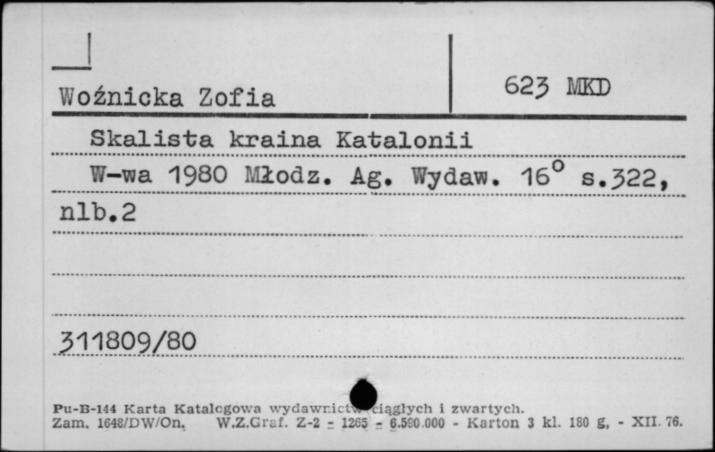 623 MKD
Woźnicka Zofia
Skalista kraina Katalonii
W-wa 1980 Młodz. Ag. Wydaw. 16° s.322,
nlb.2
311809/80
Pu-B-144 Karta Katalogowa wydawnictw ciągłych i zwartych.
Zam. 1648/DW/On. W.Z.Graf. Z-2 - 1265 - 6.590.000 - Karton 3 kl. 180 g, - XII. 76.